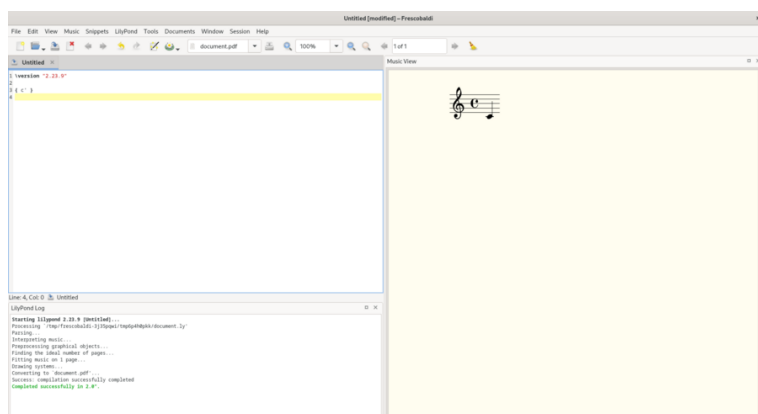 Untitled [modified] – Frescobaldi
File Edit View Music Snippets LilyPond Tools Documents Window Session Help
document.pdf 100% 1 of 1
Untitled
Music View
1 \version "2.23.9"
2
3 { c' }
4
Line: 4, Col: 0 Untitled
LilyPond Log
Starting lilypond 2.23.9 [Untitled]...
Parsing...
Interpreting music...
Preprocessing graphical objects...
Finding the ideal number of pages...
Fitting music on 1 page...
Drawing systems...
Converting to `document.pdf'...
Success: compilation successfully completed
Completed successfully in 2.0".